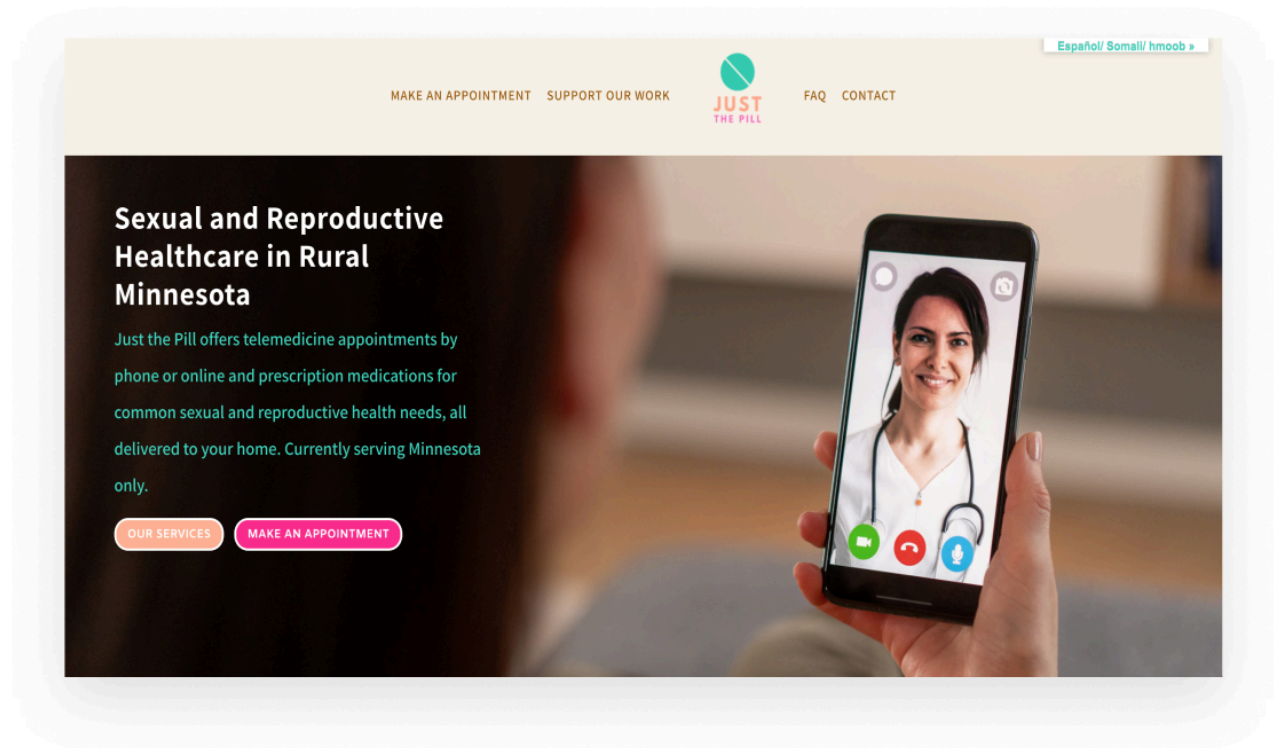 Español/ Somali/ hmoob »
MAKE AN APPOINTMENT
SUPPORT OUR WORK
JUST
THE PILL
FAQ
CONTACT
Sexual and Reproductive
Healthcare in Rural
Minnesota
Just the Pill offers telemedicine appointments by
phone or online and prescription medications for
common sexual and reproductive health needs, all
delivered to your home. Currently serving Minnesota
only.
OUR SERVICES
MAKE AN APPOINTMENT